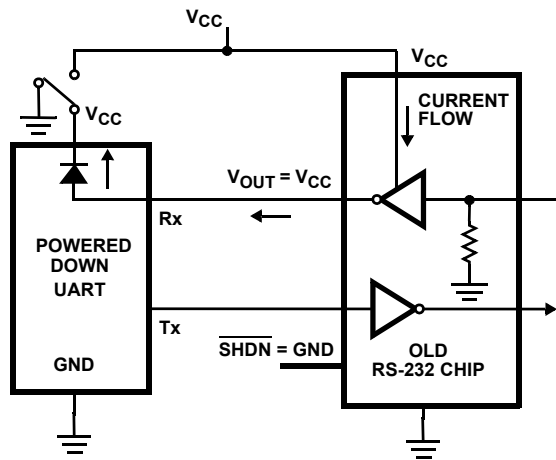 VCC
VCC
VCC
CURRENT
FLOW
VOUT = VCC
Rx
POWERED
DOWN
UART
Tx
SHDN = GND
OLD
RS-232 CHIP
GND